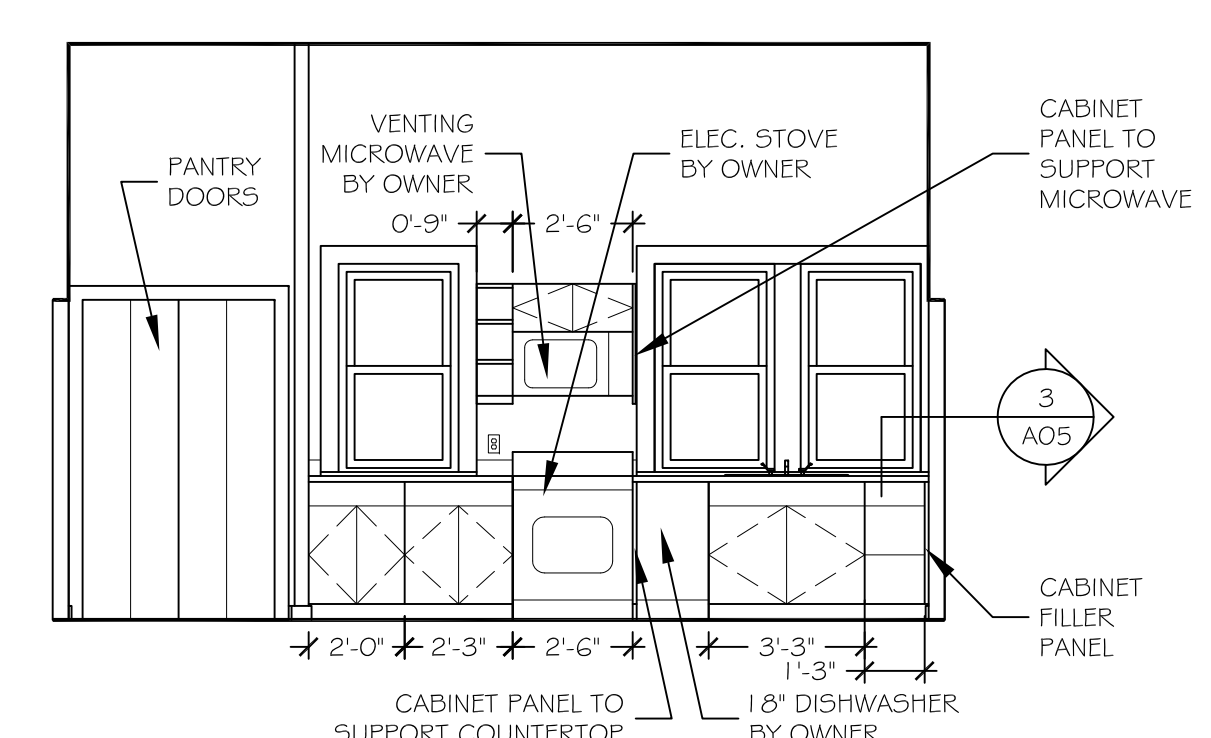 VENTING
MICROWAVE
BY OWNER
ELEC. STOVE
BY OWNER
CABINET
PANEL TO
SUPPORT
MICROWAVE
PANTRY
DOORS
0'-9"
2'-6"
3
A05
CABINET
FILLER
PANEL
2'-0"
2'-3"
2'-6"
3'-3"
1'-3"
CABINET PANEL TO
SUPPORT COUNTERTOP
18" DISHWASHER
BY OWNER